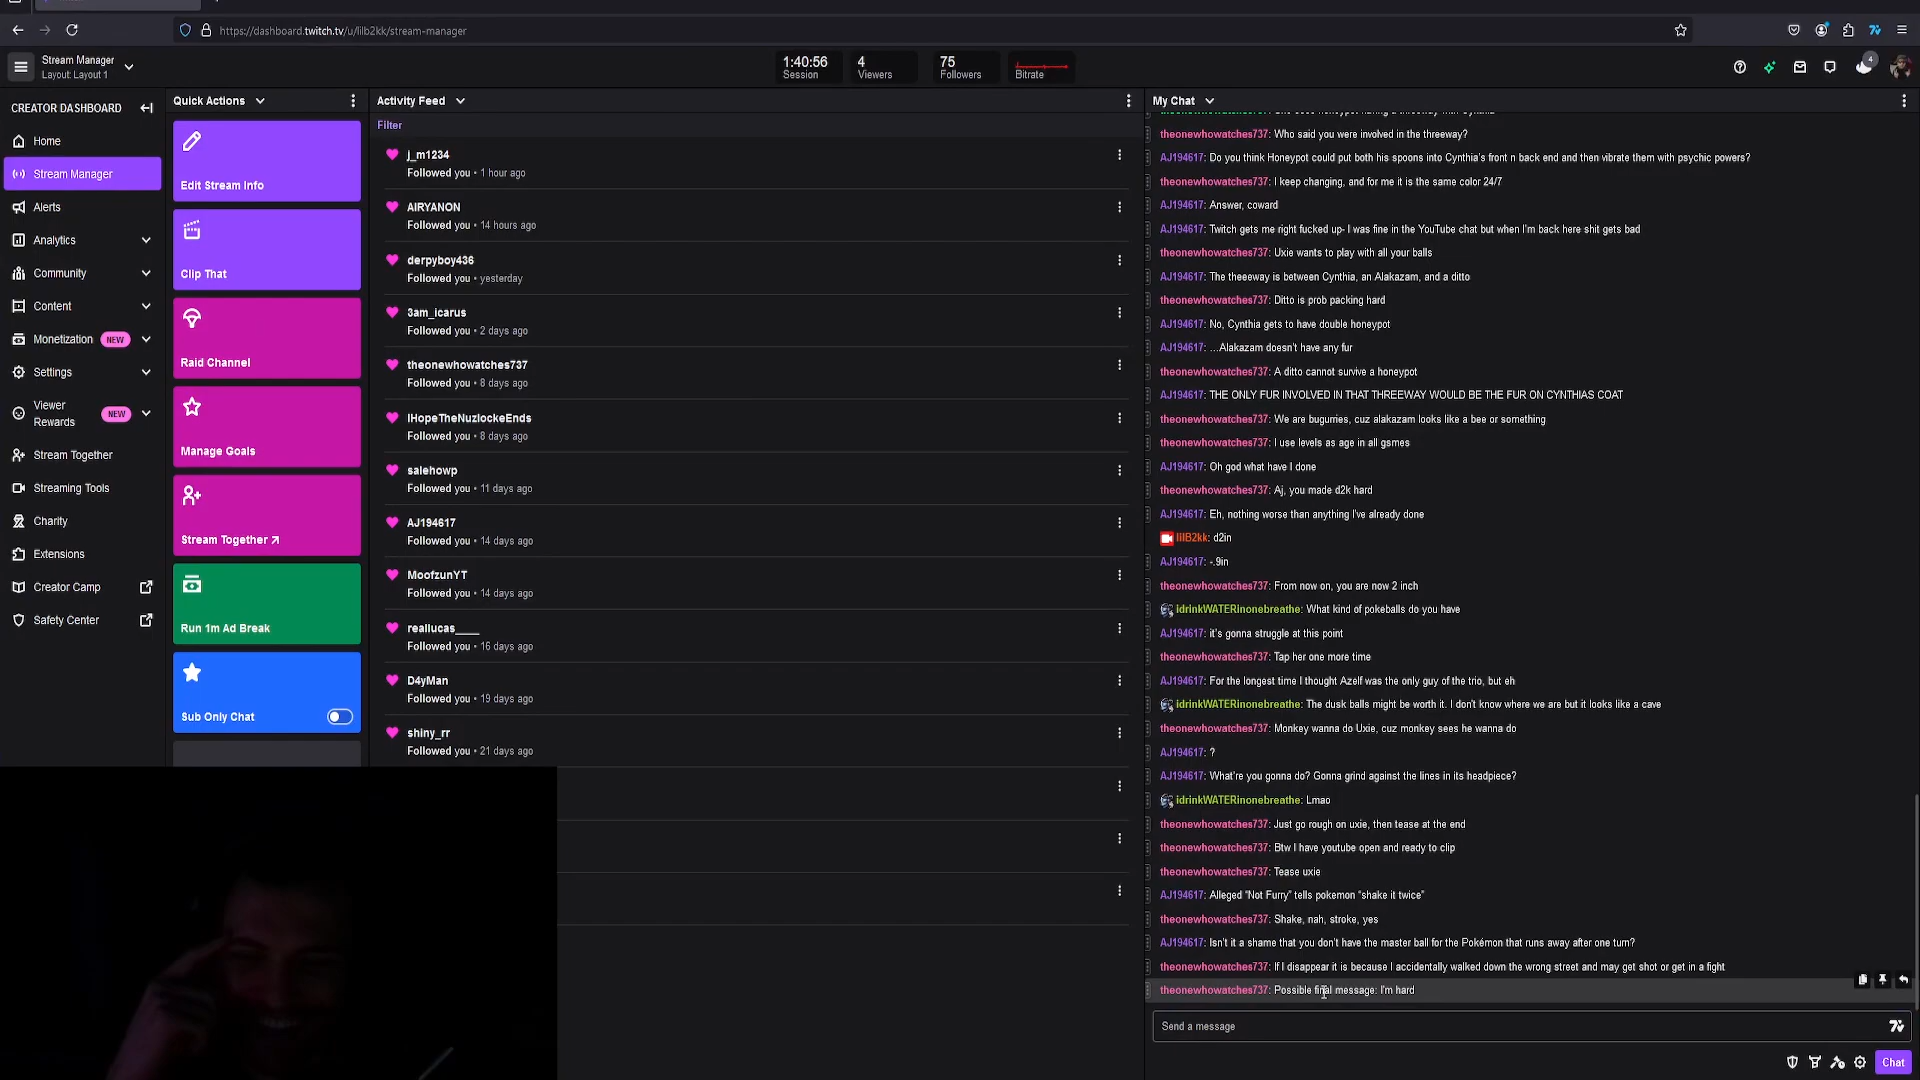 https://dashboard.twitch.tv/u/lilb2kk/stream-manager
Stream Manager
Layout: Layout 1
1:40:56
Session
4
Viewers
75
Followers
Bitrate
4
CREATOR DASHBOARD
Home
Stream Manager
Alerts
Analytics
Community
Content
Monetization NEW
Settings
Viewer Rewards NEW
Stream Together
Streaming Tools
Charity
Extensions
Creator Camp
Safety Center
Quick Actions
Edit Stream Info
Clip That
Raid Channel
Manage Goals
Stream Together
Run 1m Ad Break
Sub Only Chat
Activity Feed
Filter
j_m1234
Followed you • 1 hour ago
AIRYANON
Followed you • 14 hours ago
derpyboy436
Followed you • yesterday
3am_icarus
Followed you • 2 days ago
theonewhowatches737
Followed you • 8 days ago
IHopeTheNuzlockeEnds
Followed you • 8 days ago
salehowp
Followed you • 11 days ago
AJ194617
Followed you • 14 days ago
MoofzunYT
Followed you • 14 days ago
reallucas____
Followed you • 16 days ago
D4yMan
Followed you • 19 days ago
shiny_rr
Followed you • 21 days ago
My Chat
theonewhowatches737: Who said you were involved in the threeway?
AJ194617: Do you think Honeypot could put both his spoons into Cynthia's front n back end and then vibrate them with psychic powers?
theonewhowatches737: I keep changing, and for me it is the same color 24/7
AJ194617: Answer, coward
AJ194617: Twitch gets me right fucked up- I was fine in the YouTube chat but when I'm back here shit gets bad
theonewhowatches737: Uxie wants to play with all your balls
AJ194617: The theeeway is between Cynthia, an Alakazam, and a ditto
theonewhowatches737: Ditto is prob packing hard
AJ194617: No, Cynthia gets to have double honeypot
AJ194617: …Alakazam doesn't have any fur
theonewhowatches737: A ditto cannot survive a honeypot
AJ194617: THE ONLY FUR INVOLVED IN THAT THREEWAY WOULD BE THE FUR ON CYNTHIAS COAT
theonewhowatches737: We are bugurries, cuz alakazam looks like a bee or something
theonewhowatches737: I use levels as age in all gsmes
AJ194617: Oh god what have I done
theonewhowatches737: Aj, you made d2k hard
AJ194617: Eh, nothing worse than anything I've already done
lilB2kk: d2in
AJ194617: -.9in
theonewhowatches737: From now on, you are now 2 inch
idrinkWATERinonebreathe: What kind of pokeballs do you have
AJ194617: it's gonna struggle at this point
theonewhowatches737: Tap her one more time
AJ194617: For the longest time I thought Azelf was the only guy of the trio, but eh
idrinkWATERinonebreathe: The dusk balls might be worth it. I don't know where we are but it looks like a cave
theonewhowatches737: Monkey wanna do Uxie, cuz monkey sees he wanna do
AJ194617: ?
AJ194617: What're you gonna do? Gonna grind against the lines in its headpiece?
idrinkWATERinonebreathe: Lmao
theonewhowatches737: Just go rough on uxie, then tease at the end
theonewhowatches737: Btw I have youtube open and ready to clip
theonewhowatches737: Tease uxie
AJ194617: Alleged "Not Furry" tells pokemon "shake it twice"
theonewhowatches737: Shake, nah, stroke, yes
AJ194617: Isn't it a shame that you don't have the master ball for the Pokémon that runs away after one turn?
theonewhowatches737: If I disappear it is because I accidentally walked down the wrong street and may get shot or get in a fight
theonewhowatches737: Possible final message: I'm hard
Send a message
Chat